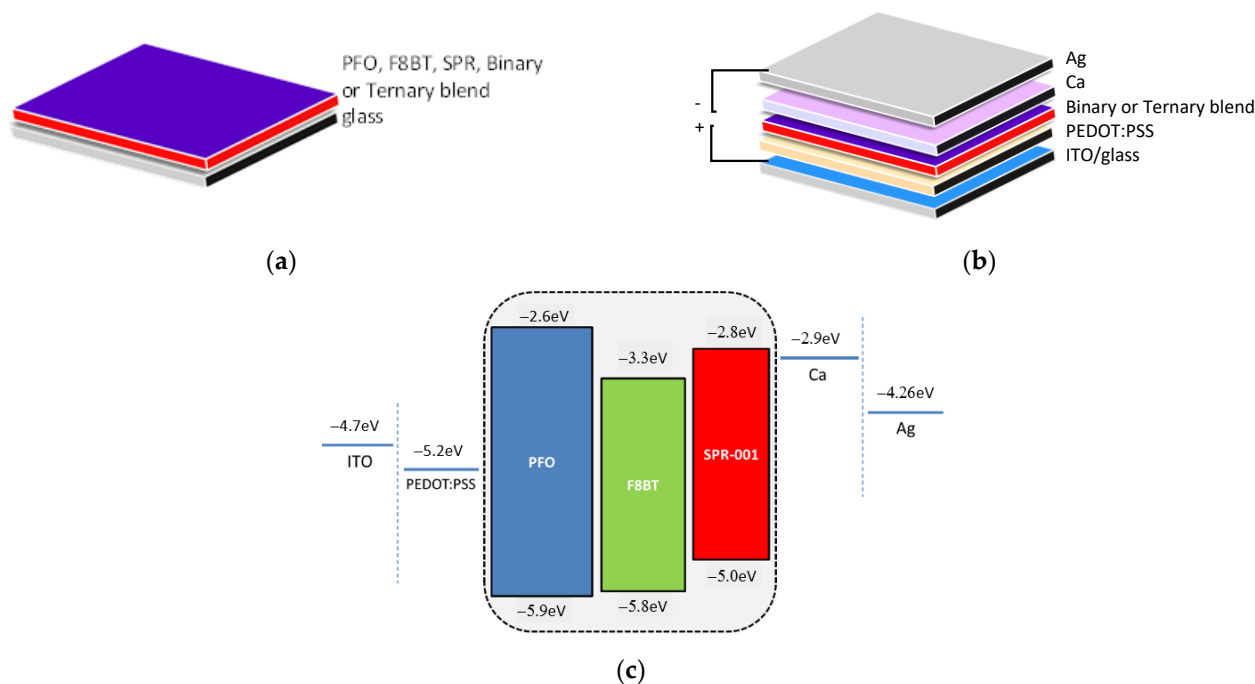 PFO, F8BT, SPR, Binary
or Ternary blend
glass
(a)
Ag
Ca
Binary or Ternary blend
PEDOT:PSS
ITO/glass
-
+
(b)
−2.6eV
−3.3eV
−2.8eV
−2.9eV
Ca
−4.26eV
Ag
−4.7eV
ITO
−5.2eV
PEDOT:PSS
PFO
F8BT
SPR-001
−5.9eV
−5.8eV
−5.0eV
(c)